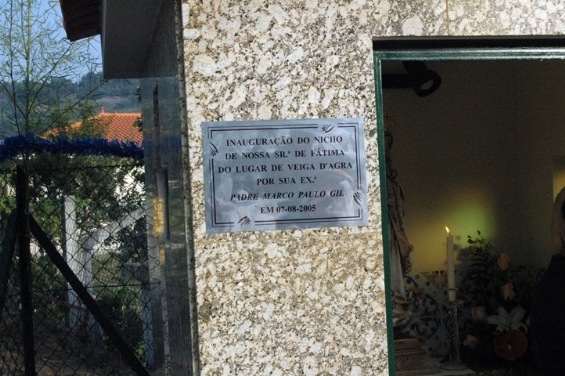 INAUGURAÇÃO DO NICHO
DE NOSSA SR.ª DE FÁTIMA
DO LUGAR DE VEIGA D'AGRA
POR SUA EX.ª
PADRE MARCO PAULO GIL
EM 07-08-2005